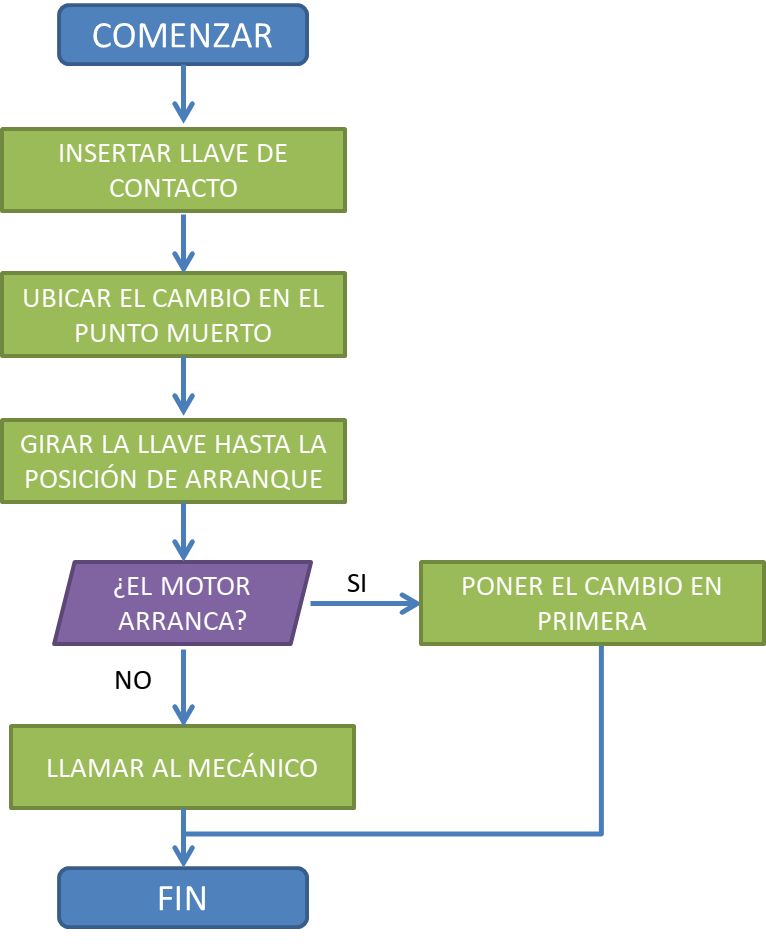 COMENZAR
INSERTAR LLAVE DE
CONTACTO
UBICAR EL CAMBIO EN EL
PUNTO MUERTO
GIRAR LA LLAVE HASTA LA
POSICIÓN DE ARRANQUE
¿EL MOTOR
ARRANCA?
SI
PONER EL CAMBIO EN
PRIMERA
NO
LLAMAR AL MECÁNICO
FIN